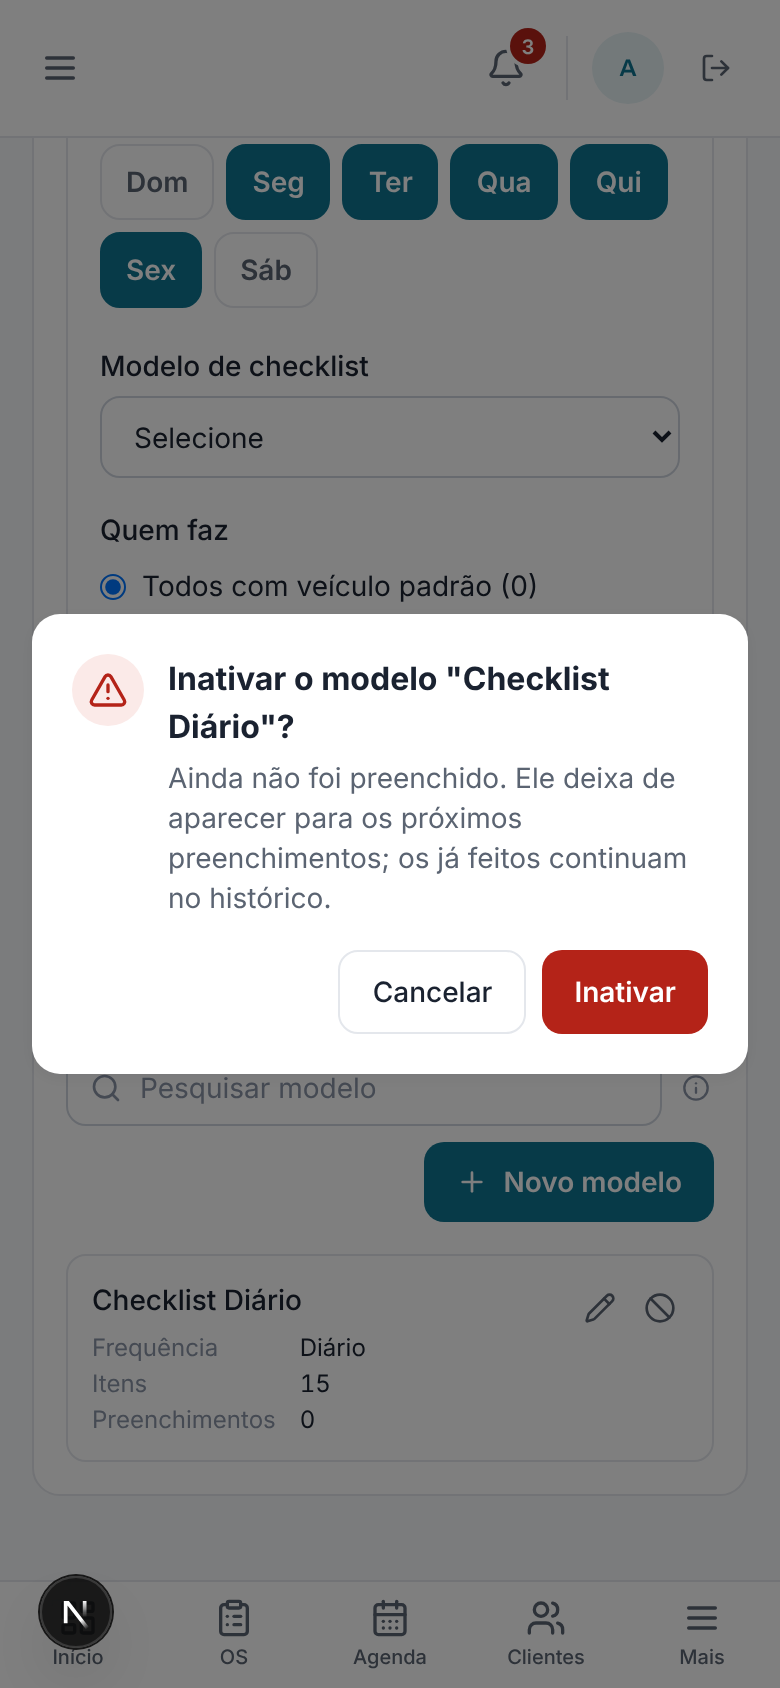 3
A
Dom
Seg
Ter
Qua
Qui
Sex
Sáb
Modelo de checklist
Selecione
Quem faz
Todos com veículo padrão (0)
Inativar o modelo "Checklist
Diário"?
Ainda não foi preenchido. Ele deixa de
aparecer para os próximos
preenchimentos; os já feitos continuam
no histórico.
Cancelar
Inativar
Pesquisar modelo
Novo modelo
Checklist Diário
Frequência Diário
Itens 15
Preenchimentos 0
N
Início
OS
Agenda
Clientes
Mais